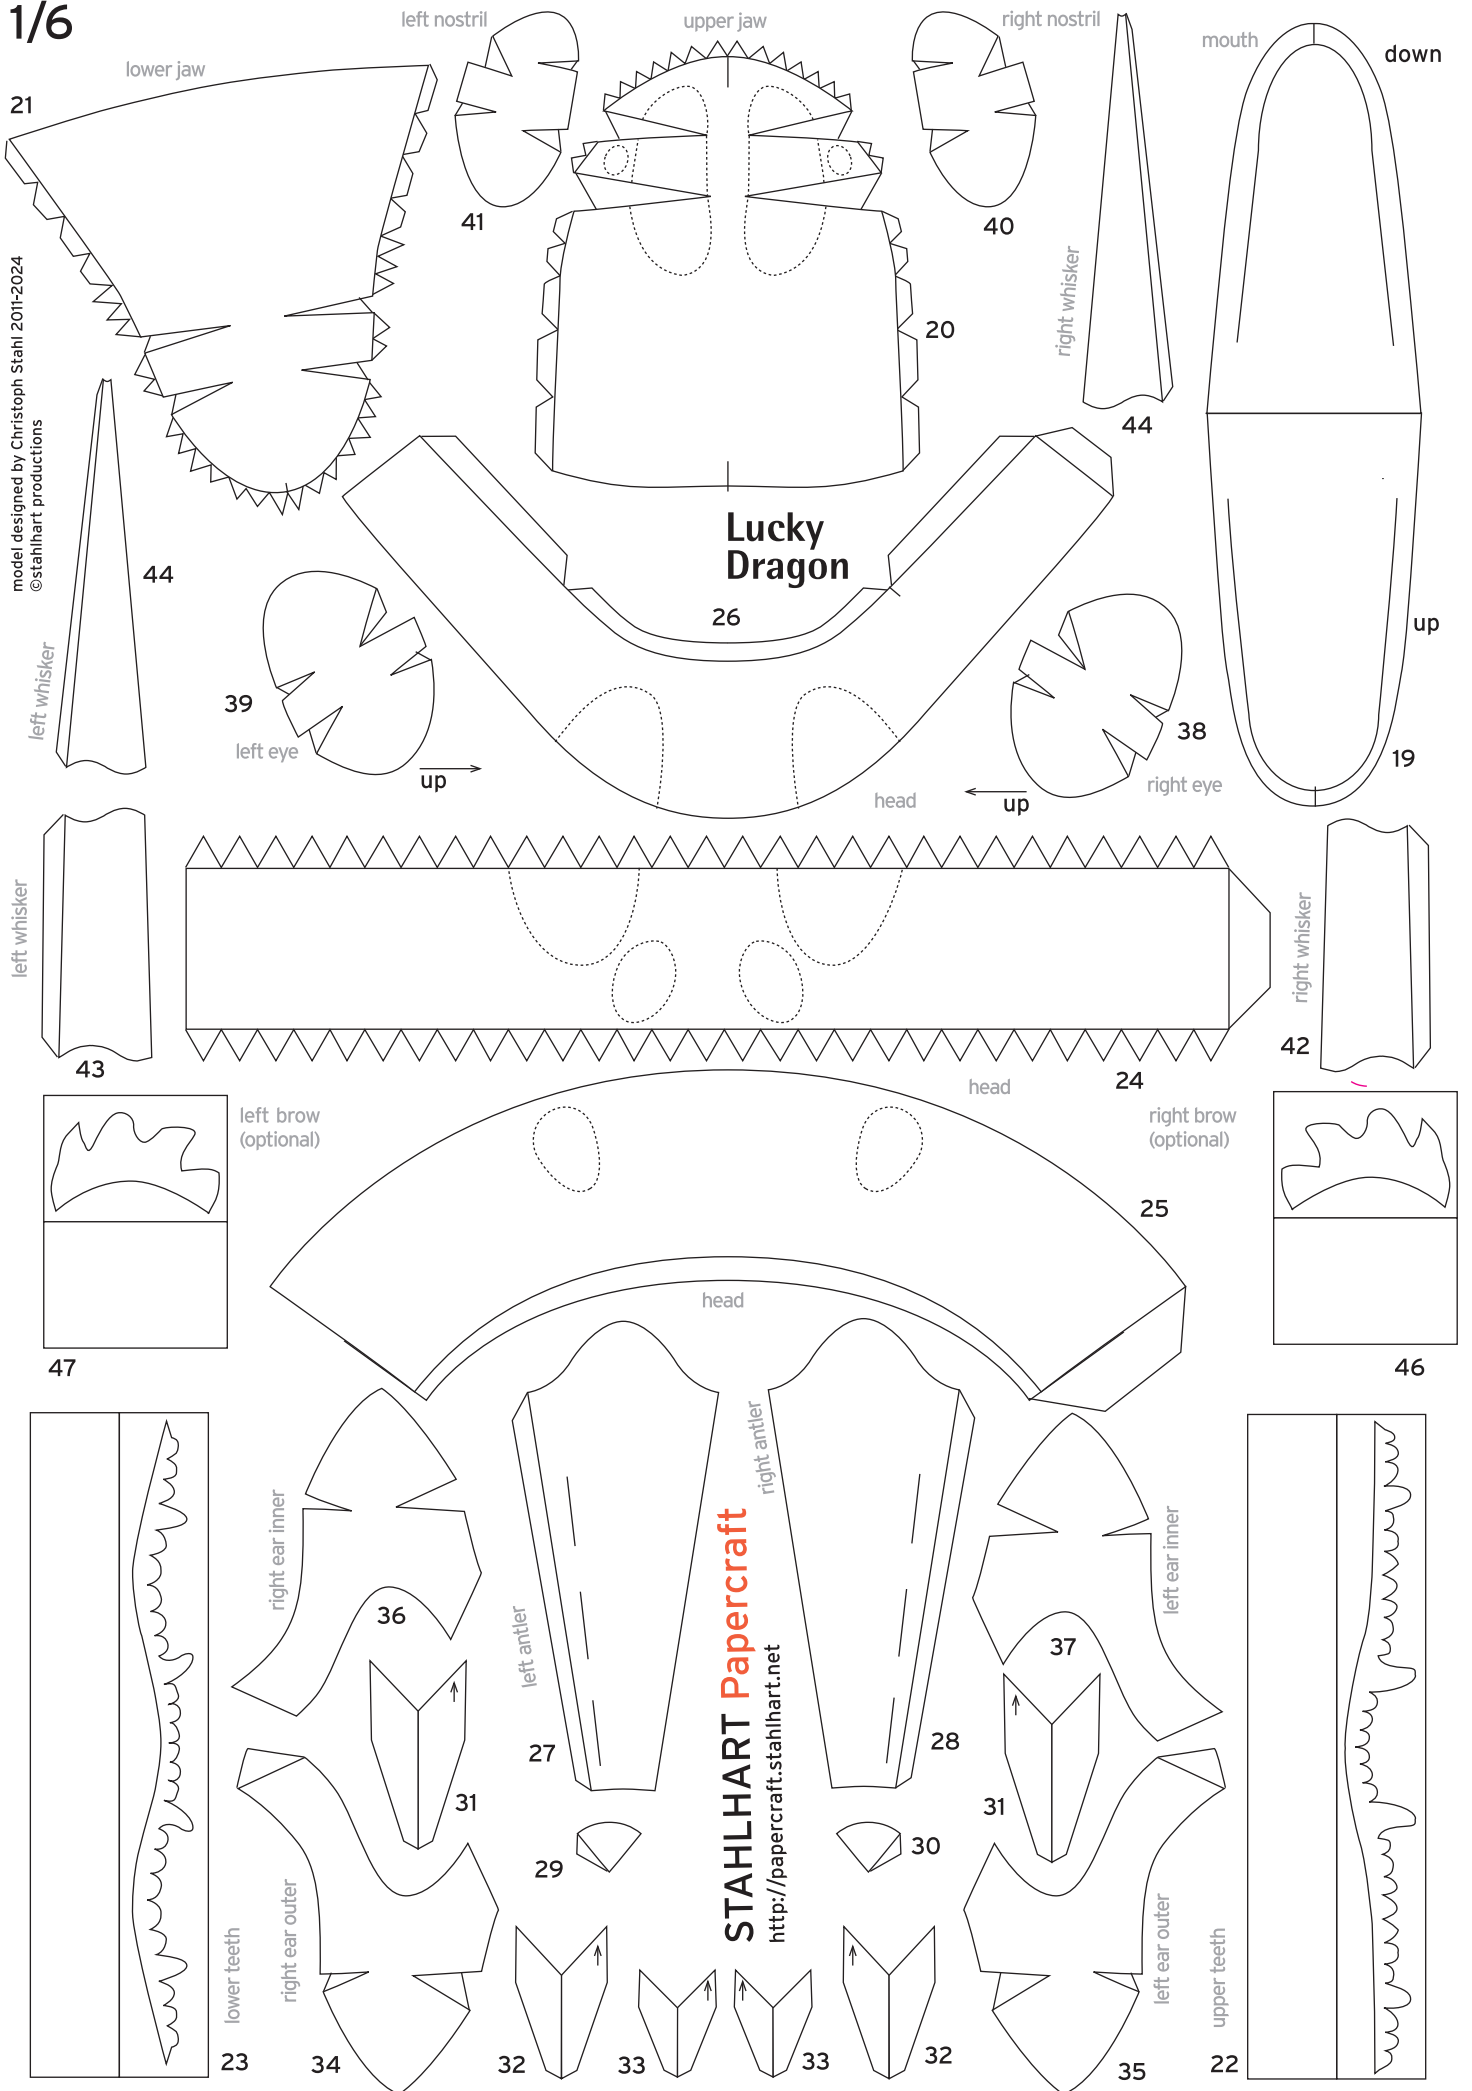 1/6
left nostril
upper jaw
right nostril
mouth
down
lower jaw
21
41
40
20
right whisker
44
model designed by Christoph Stahl 2011-2024
©stahlhart productions
44
left whisker
Lucky
Dragon
26
39
left eye
up
38
right eye
up
head
up
19
left whisker
43
right whisker
42
24
head
left brow
(optional)
right brow
(optional)
25
47
46
head
right ear inner
36
left antler
27
right antler
28
left ear inner
37
31
31
29
30
STAHLHART Papercraft
http://papercraft.stahlhart.net
lower teeth
23
right ear outer
34
32
33
33
32
left ear outer
35
upper teeth
22